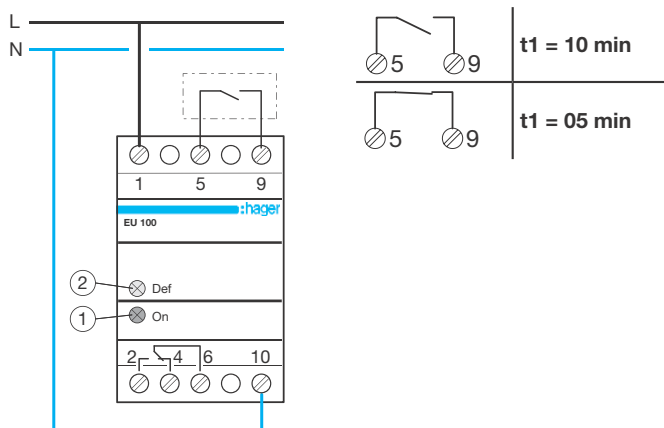 L
N
5 9 t1 = 10 min
5 9 t1 = 05 min
1 5 9
:hager
EU 100
2 Def
1 On
2 4 6 10